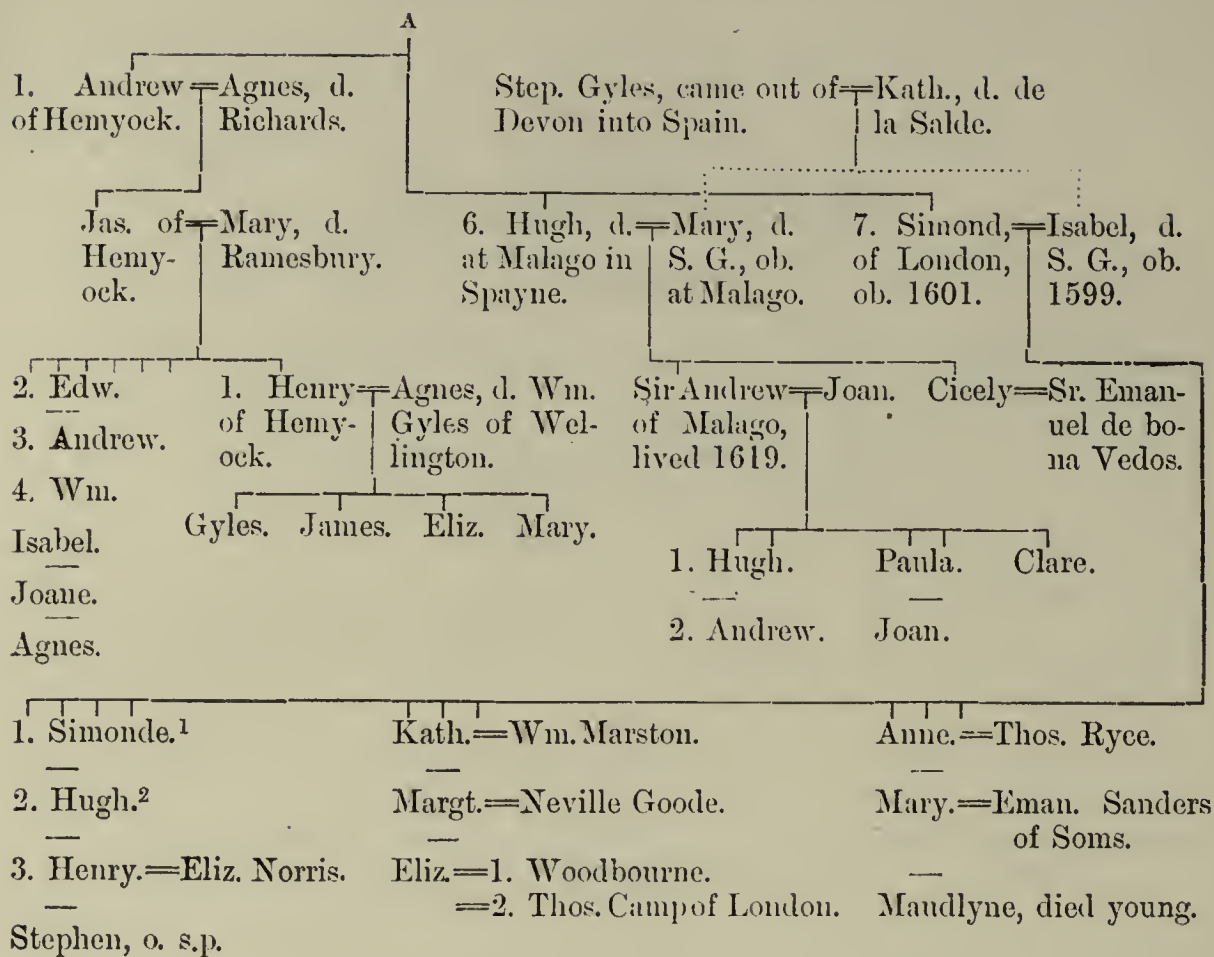 A
1. Andrew=Agnes, d.
of Hemyock. Richards.
Step. Gyles, came out of=Kath., d. de
Devon into Spain. la Salde.
Jas. of=Mary, d.
Hemy- Ramesbury.
ock.
6. Hugh, d.=Mary, d.
at Malago in S. G., ob.
Spayne. at Malago.
7. Simond,=Isabel, d.
of London, S. G., ob.
ob. 1601. 1599.
2. Edw.
3. Andrew.
4. Wm.
Isabel.
Joane.
Agnes.
1. Henry=Agnes, d. Wm.
of Hemy- Gyles of Wel-
ock. lington.
Sir Andrew=Joan.
of Malago,
lived 1619.
Cicely=Sr. Eman-
uel de bo-
na Vedos.
Gyles. James. Eliz. Mary.
1. Hugh. Paula. Clare.
2. Andrew. Joan.
1. Simonde.¹ Kath.=Wm. Marston. Anne.=Thos. Ryce.
2. Hugh.² Margt.=Neville Goode. Mary.=Eman. Sanders
of Soms.
3. Henry.=Eliz. Norris. Eliz.=1. Woodbourne.
=2. Thos. Camp of London. Maudlyne, died young.
Stephen, o. s.p.